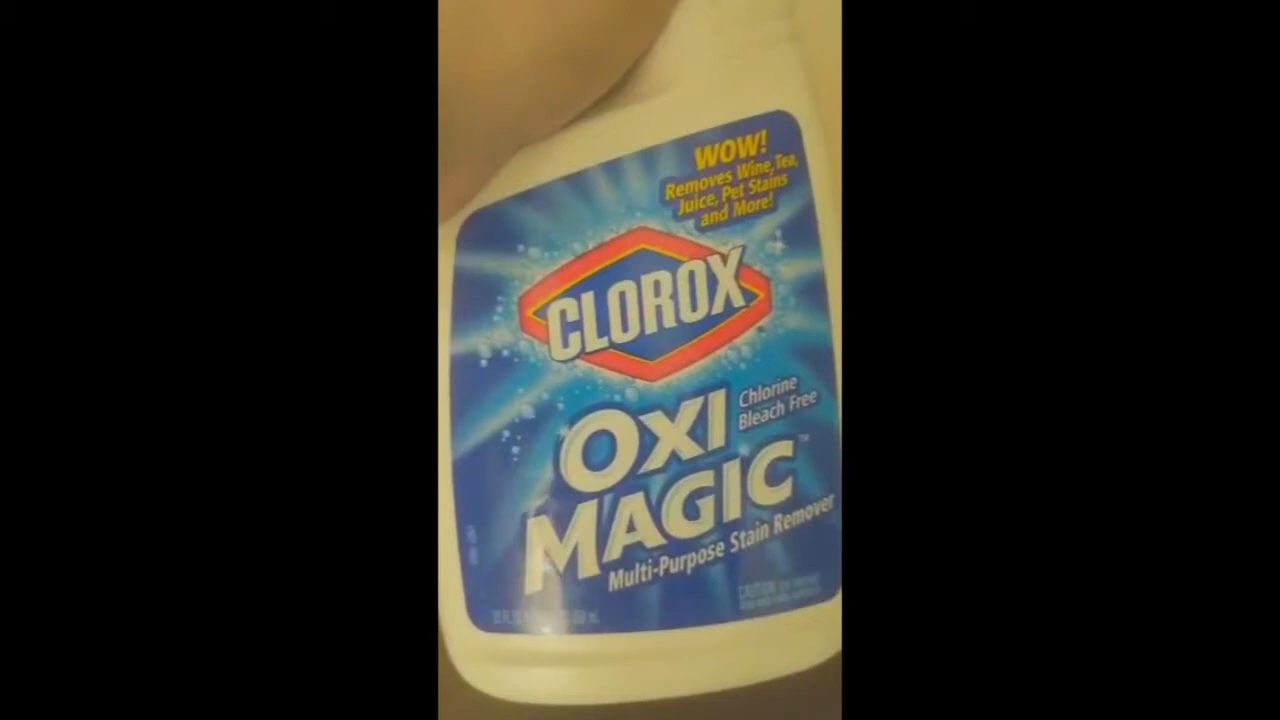 WOW!
Removes Wine, Tea,
Juice, Pet Stains
and More!
CLOROX
OXI
Chlorine
Bleach Free
MAGIC™
Multi-Purpose Stain Remover
CAUTION: